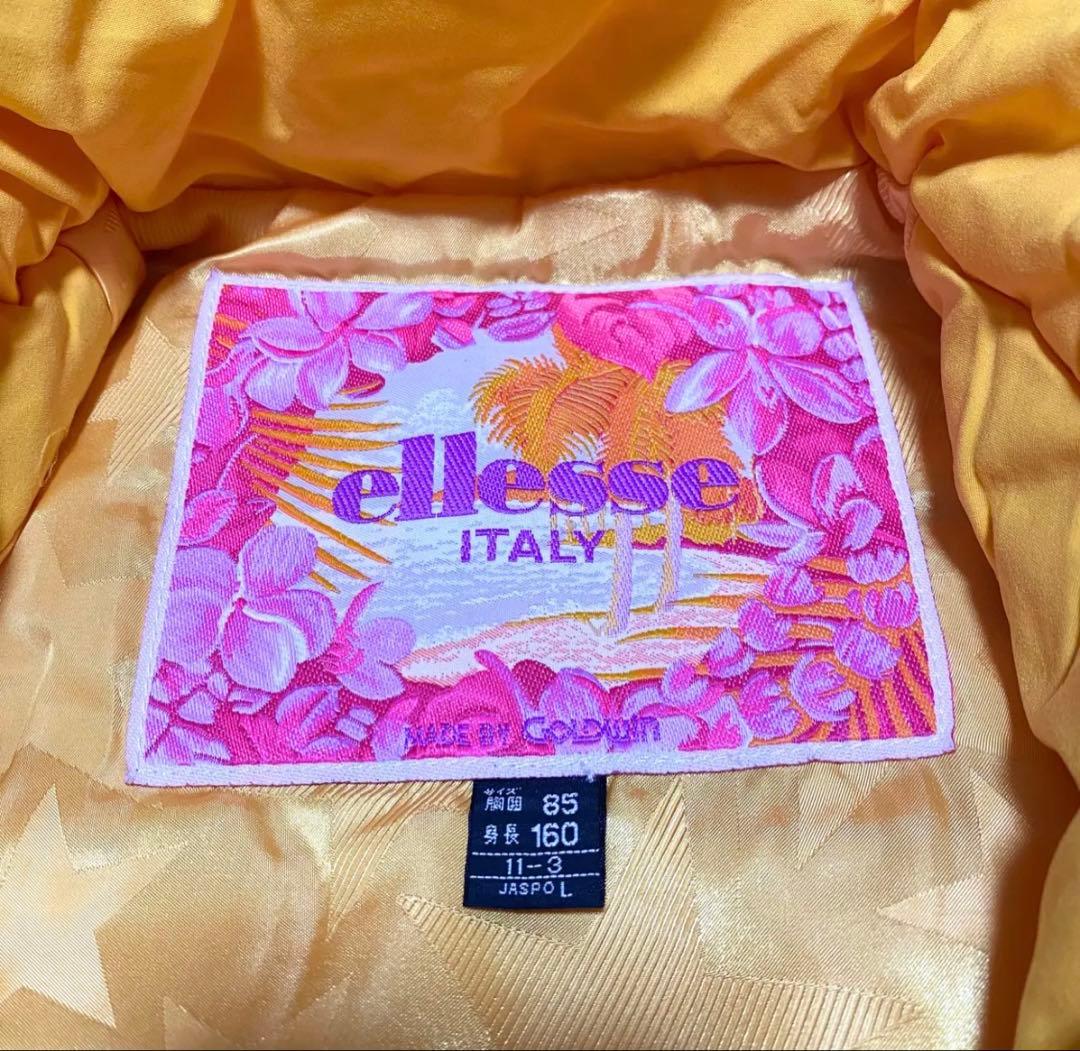 ellesse
ITALY
MADE BY GOLDWIN
サイズ
胸囲 85
身長 160
11-3
JASPO L